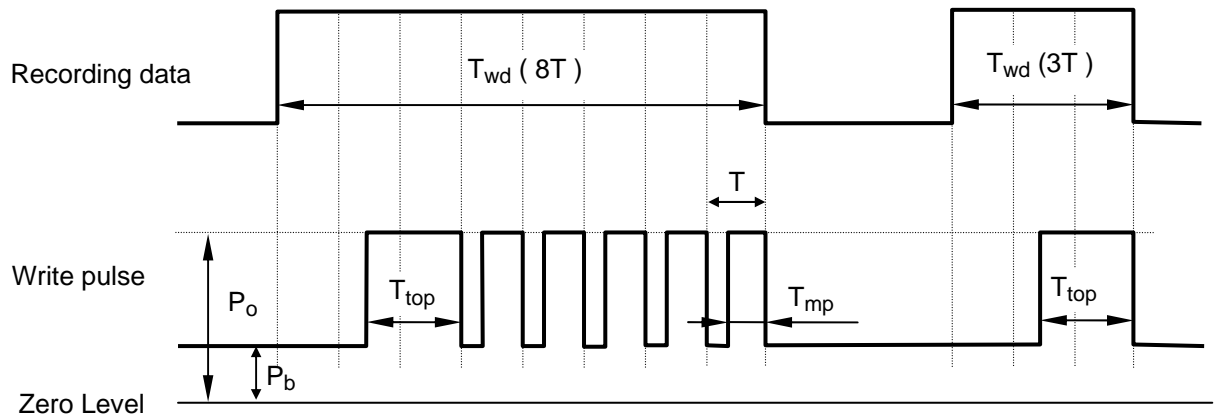 Recording data
Twd ( 8T )
Twd (3T )
T
Write pulse
Po
Ttop
Tmp
Ttop
Pb
Zero Level